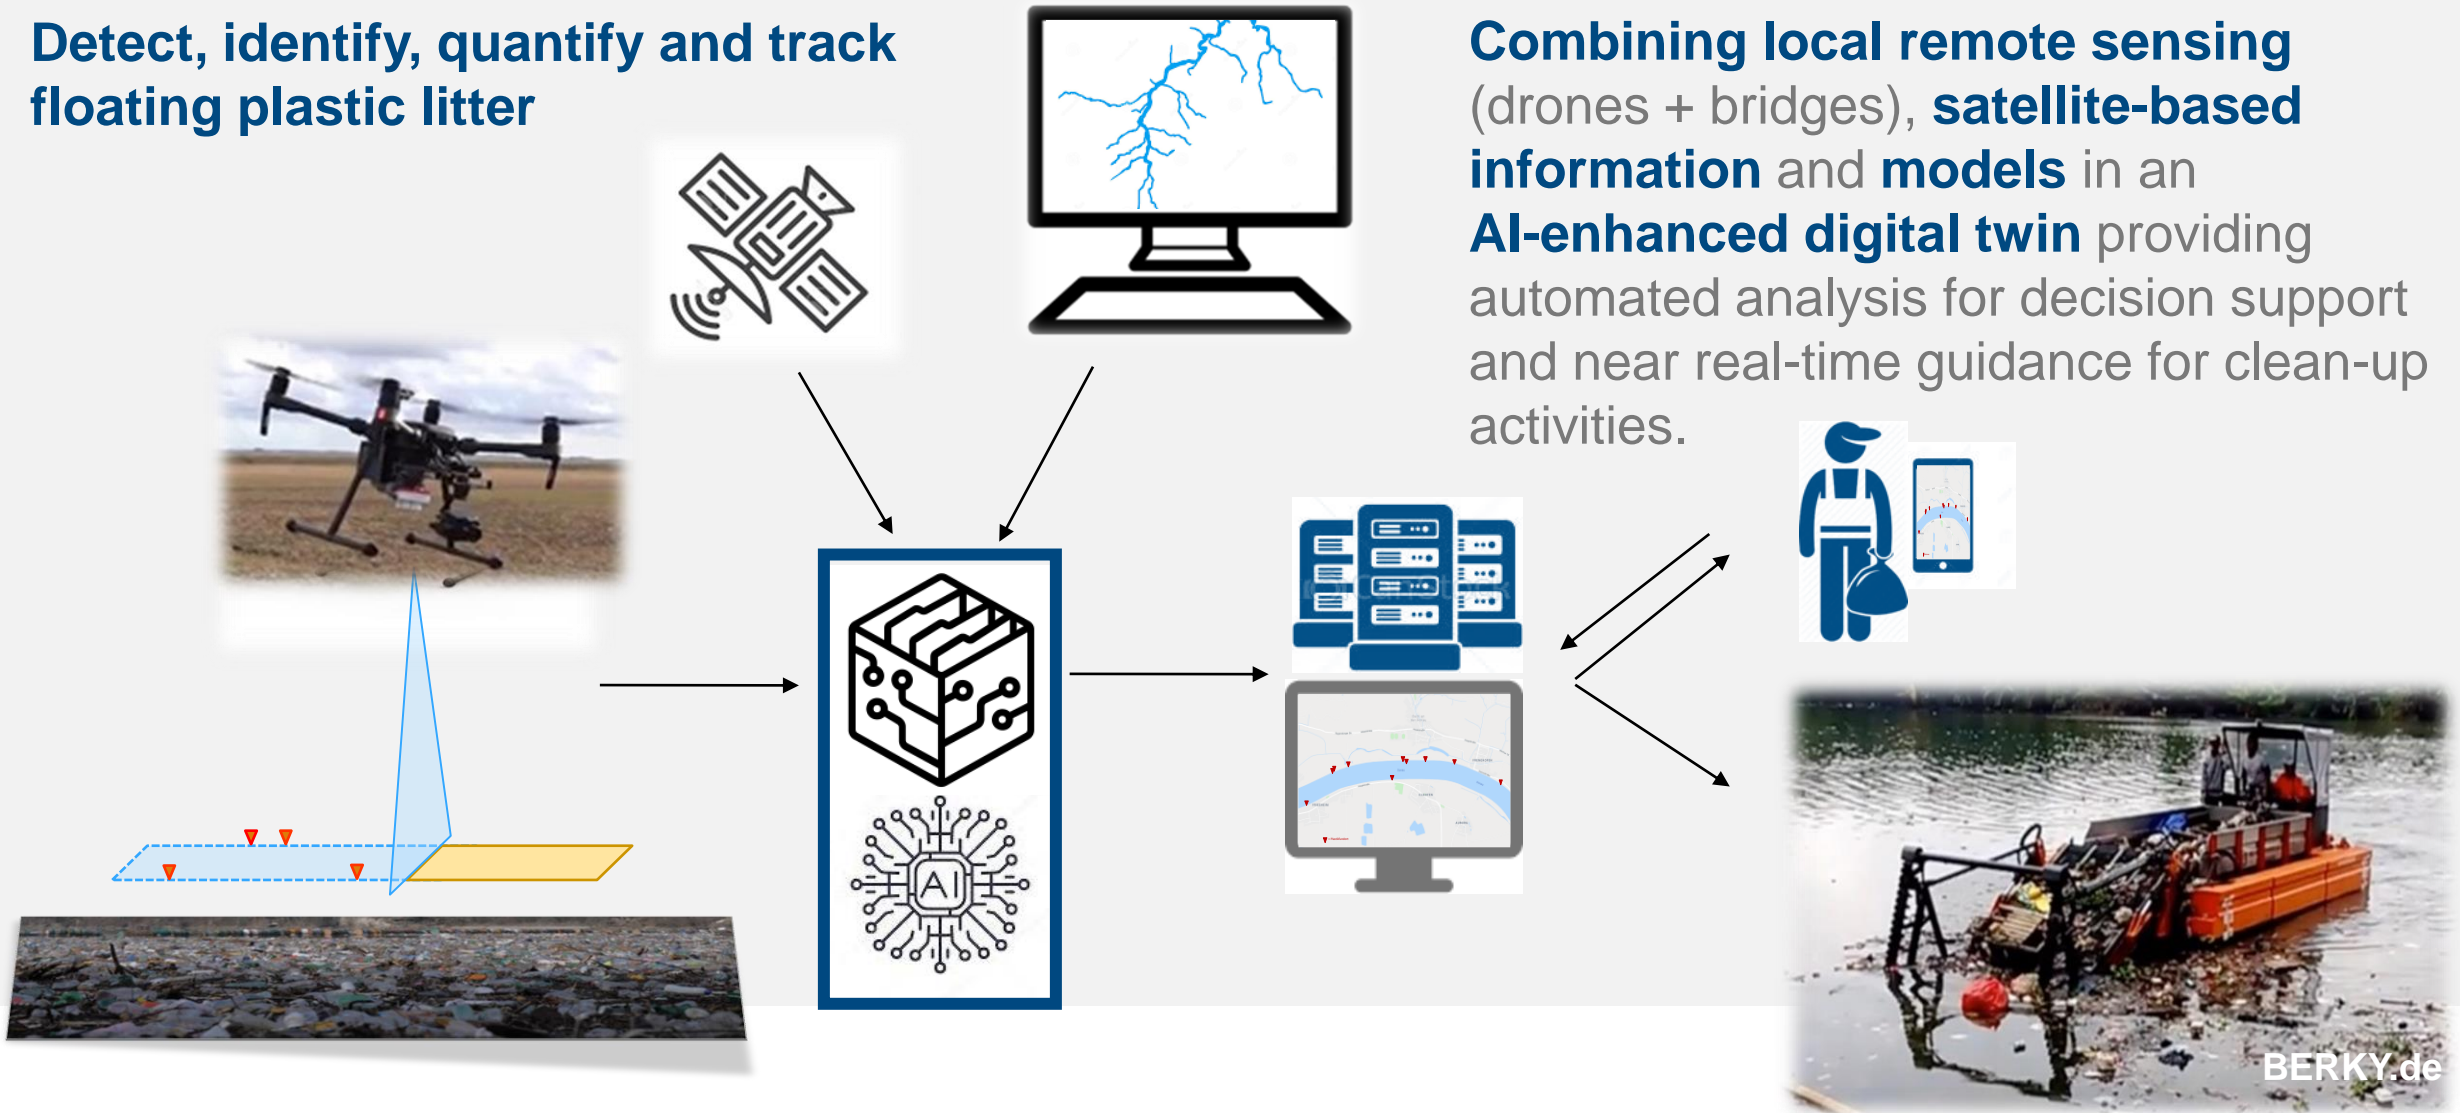 Detect, identify, quantify and track
floating plastic litter
Combining local remote sensing
(drones + bridges), satellite-based
information and models in an
AI-enhanced digital twin providing
automated analysis for decision support
and near real-time guidance for clean-up
activities.
CanStock
AI
BERKY.de